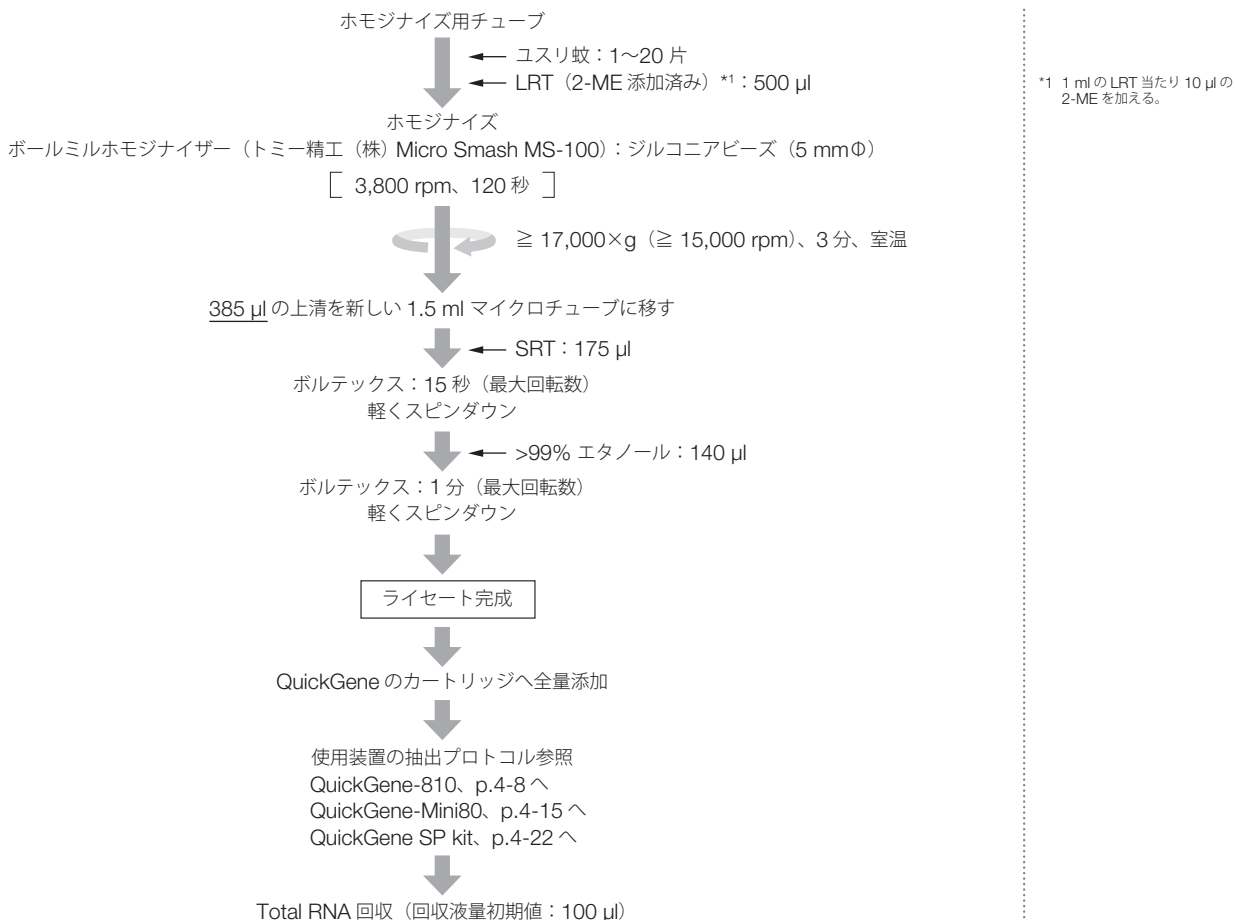 ホモジナイズ用チューブ
ユスリ蚊：1～20 片
LRT（2-ME 添加済み）*1：500 µl
*1 1 ml の LRT 当たり 10 µl の
2-ME を加える。
ホモジナイズ
ボールミルホモジナイザー（トミー精工（株）Micro Smash MS-100）：ジルコニアビーズ（5 mmΦ）
［ 3,800 rpm、120 秒 ］
≧ 17,000×g（≧ 15,000 rpm）、3 分、室温
385 µl の上清を新しい 1.5 ml マイクロチューブに移す
SRT：175 µl
ボルテックス：15 秒（最大回転数）
軽くスピンダウン
>99% エタノール：140 µl
ボルテックス：1 分（最大回転数）
軽くスピンダウン
ライセート完成
QuickGene のカートリッジへ全量添加
使用装置の抽出プロトコル参照
QuickGene-810、p.4-8 へ
QuickGene-Mini80、p.4-15 へ
QuickGene SP kit、p.4-22 へ
Total RNA 回収（回収液量初期値：100 µl）